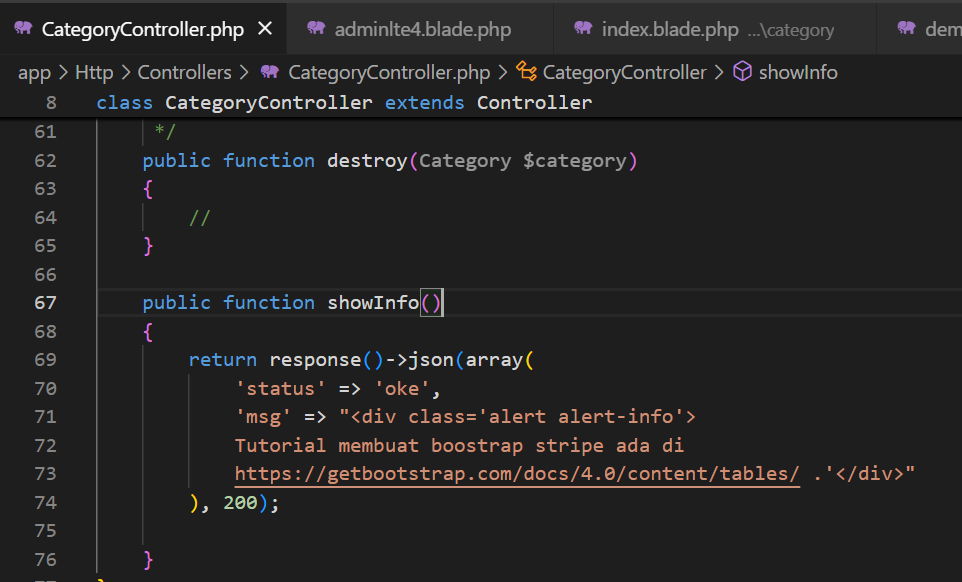 CategoryController.php X adminlte4.blade.php index.blade.php ...\category dem
app > Http > Controllers > CategoryController.php > CategoryController > showInfo
8 class CategoryController extends Controller
61 */
62 public function destroy(Category $category)
63 {
64 //
65 }
66
67 public function showInfo()
68 {
69 return response()->json(array(
70 'status' => 'oke',
71 'msg' => "<div class='alert alert-info'>
72 Tutorial membuat boostrap stripe ada di
73 https://getbootstrap.com/docs/4.0/content/tables/ .'</div>"
74 ), 200);
75
76 }